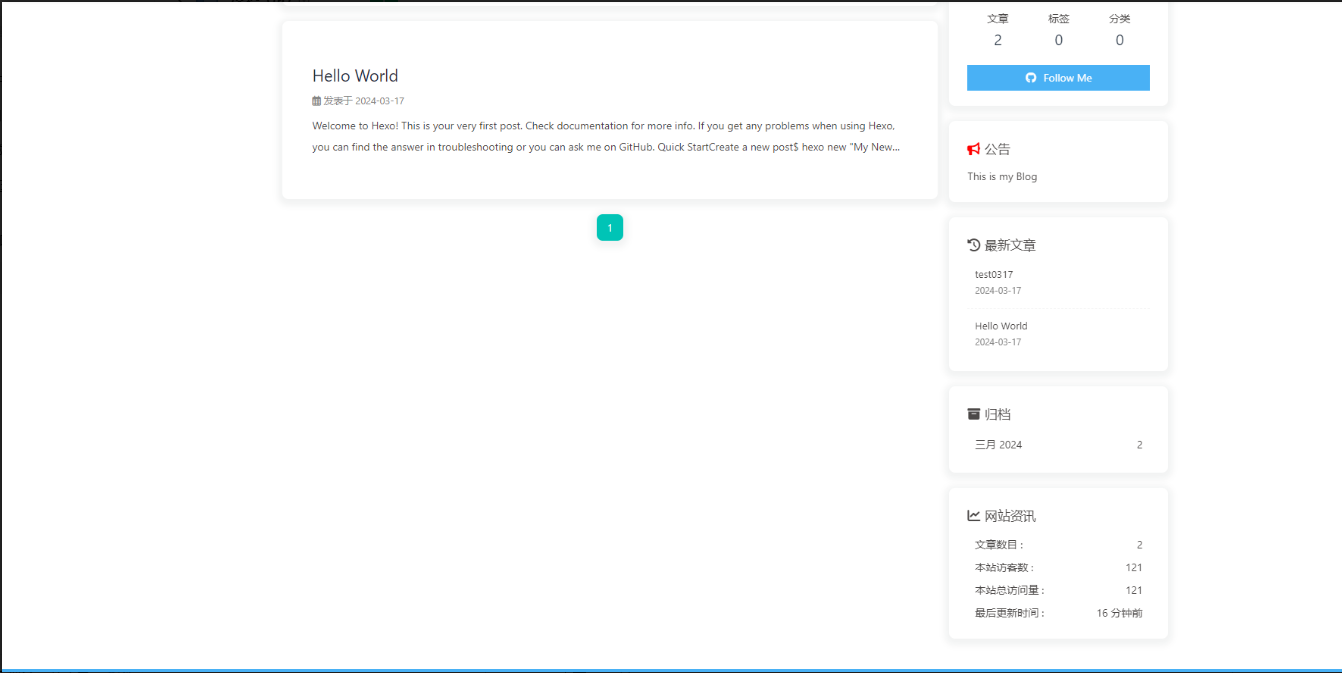 Hello World
发表于 2024-03-17
Welcome to Hexo! This is your very first post. Check documentation for more info. If you get any problems when using Hexo,
you can find the answer in troubleshooting or you can ask me on GitHub. Quick StartCreate a new post$ hexo new "My New...
1
文章 标签 分类
2 0 0
Follow Me
公告
This is my Blog
最新文章
test0317
2024-03-17
Hello World
2024-03-17
归档
三月 2024 2
网站资讯
文章数目 : 2
本站访客数 : 121
本站总访问量 : 121
最后更新时间 : 16 分钟前